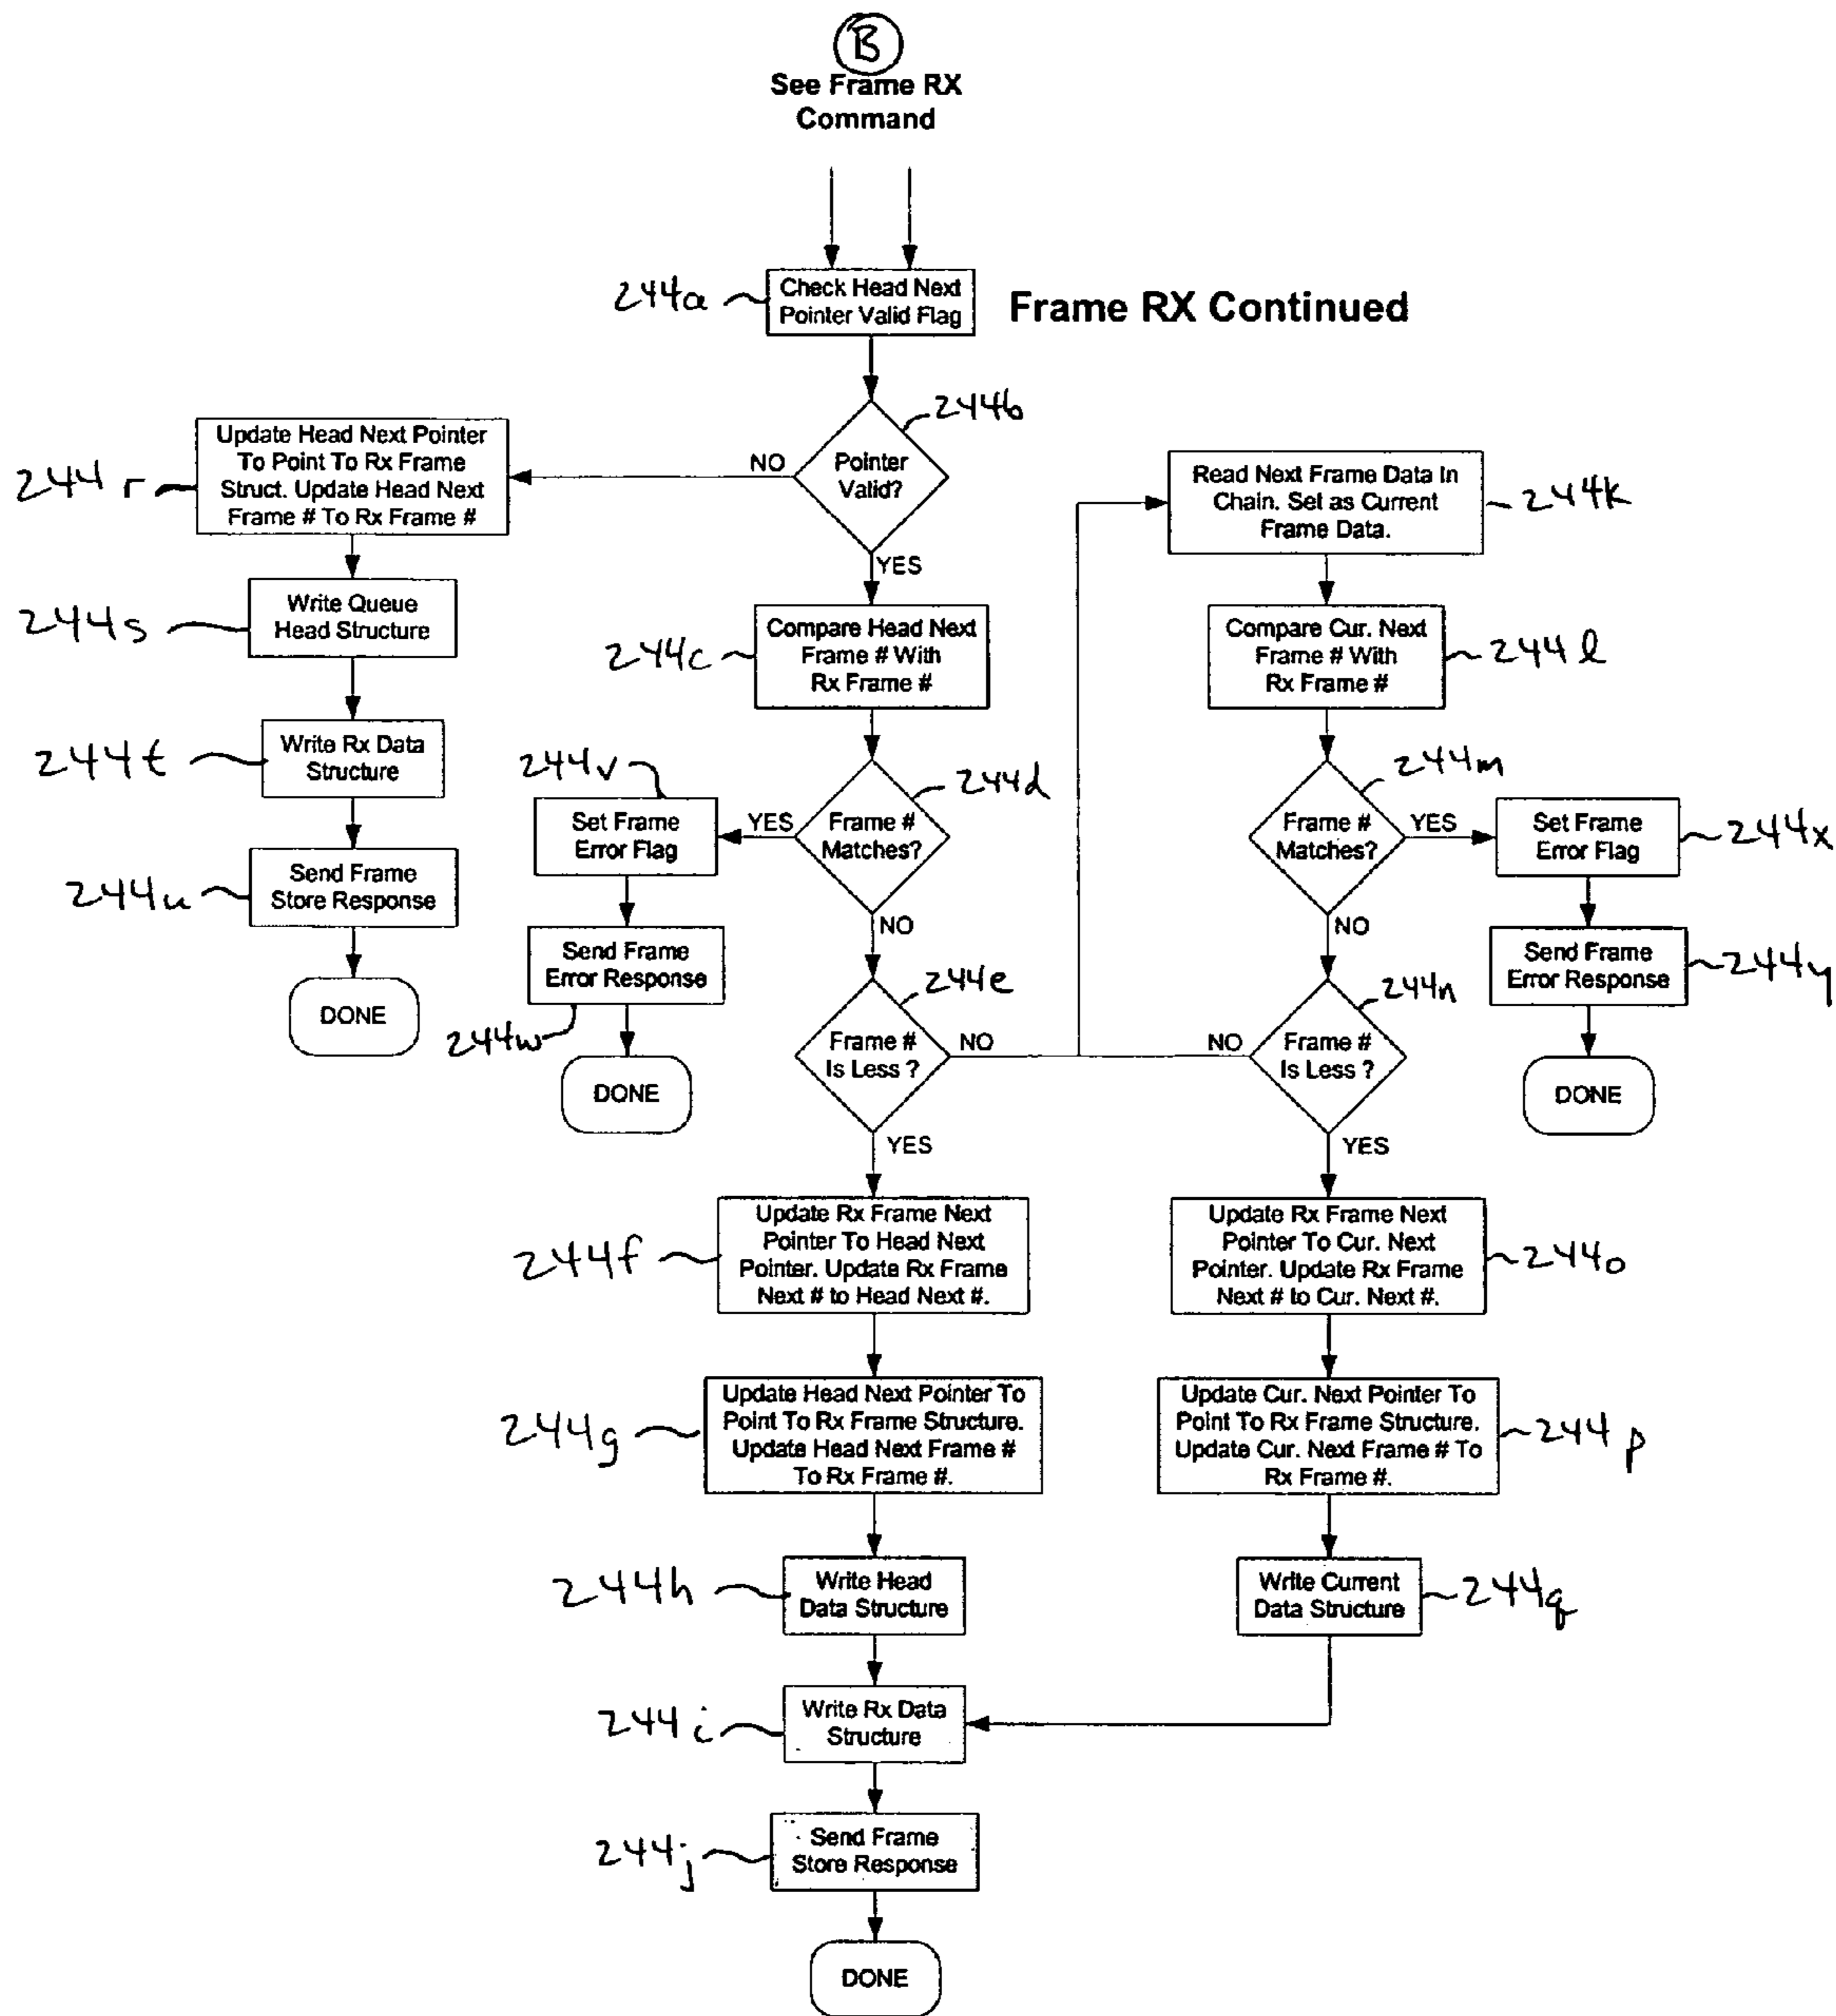 B
See Frame RX
Command
244a
Check Head Next
Pointer Valid Flag
Frame RX Continued
244b
Pointer
Valid?
NO
YES
244r
Update Head Next Pointer
To Point To Rx Frame
Struct. Update Head Next
Frame # To Rx Frame #
244s
Write Queue
Head Structure
244t
Write Rx Data
Structure
244u
Send Frame
Store Response
DONE
244c
Compare Head Next
Frame # With
Rx Frame #
244d
Frame #
Matches?
YES
NO
244v
Set Frame
Error Flag
244w
Send Frame
Error Response
DONE
244e
Frame #
Is Less ?
NO
YES
244f
Update Rx Frame Next
Pointer To Head Next
Pointer. Update Rx Frame
Next # to Head Next #.
244g
Update Head Next Pointer To
Point To Rx Frame Structure.
Update Head Next Frame #
To Rx Frame #.
244h
Write Head
Data Structure
244i
Write Rx Data
Structure
244j
Send Frame
Store Response
DONE
Read Next Frame Data In
Chain. Set as Current
Frame Data.
244k
Compare Cur. Next
Frame # With
Rx Frame #
244l
244m
Frame #
Matches?
YES
NO
Set Frame
Error Flag
244x
Send Frame
Error Response
244y
DONE
244n
Frame #
Is Less ?
NO
YES
Update Rx Frame Next
Pointer To Cur. Next
Pointer. Update Rx Frame
Next # to Cur. Next #.
244o
Update Cur. Next Pointer To
Point To Rx Frame Structure.
Update Cur. Next Frame # To
Rx Frame #.
244p
Write Current
Data Structure
244q